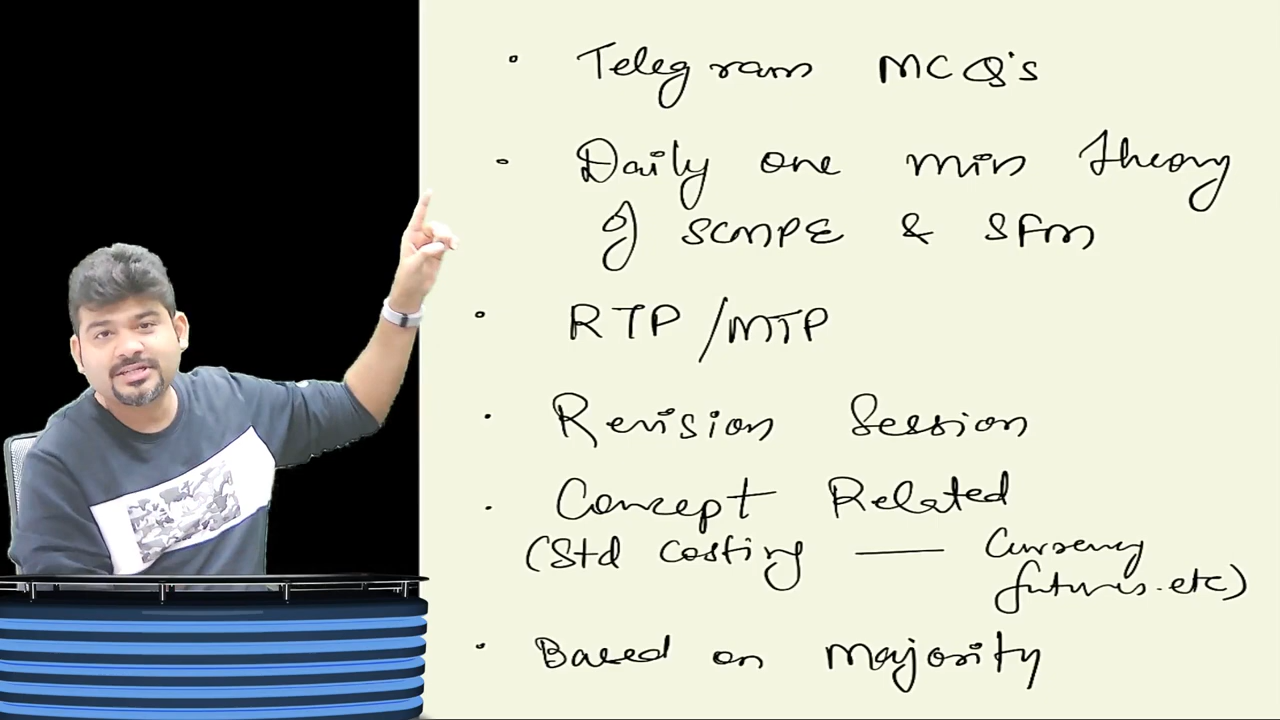 • Telegram MCQ's
• Daily one min theory
of SCMPE & SFM
• RTP/MTP
• Revision Session
• Concept Related
(Std costing — Currency
futures.etc)
• Based on Majority